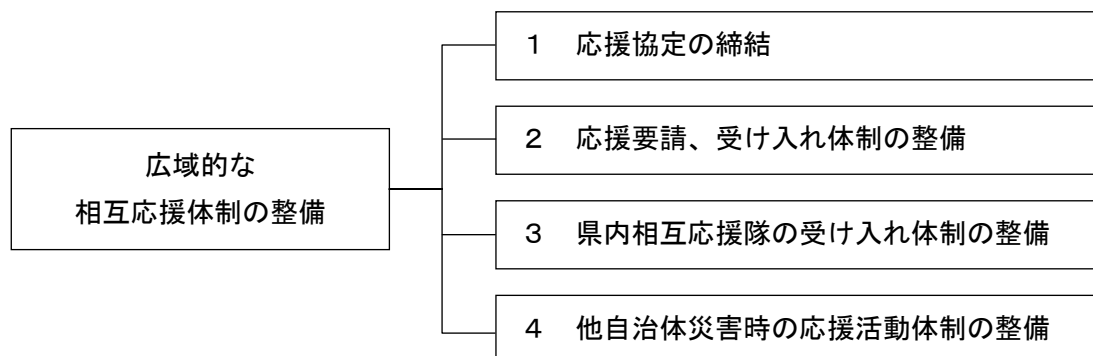 広域的な
相互応援体制の整備
１　応援協定の締結
２　応援要請、受け入れ体制の整備
３　県内相互応援隊の受け入れ体制の整備
４　他自治体災害時の応援活動体制の整備